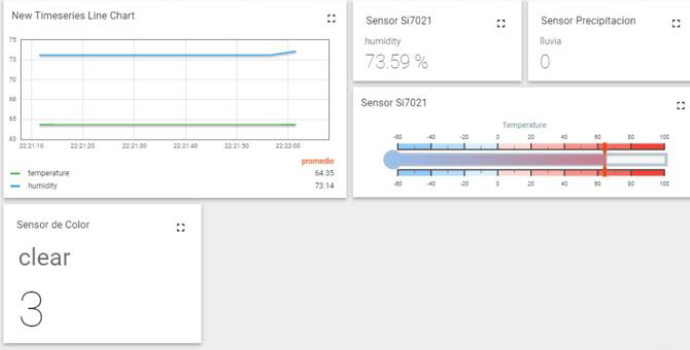 New Timeseries Line Chart
75
73
70
68
65
63
22:21:10 22:21:20 22:21:30 22:21:40 22:21:50 22:22:00
promedio
temperature 64.35
humidity 73.14
Sensor Si7021
humidity
73.59 %
Sensor Precipitacion
lluvia
0
Sensor Si7021
Temperature
-60 -40 -20 0 20 40 60 80 100
-60 -40 -20 0 20 40 60 80 100
Sensor de Color
clear
3